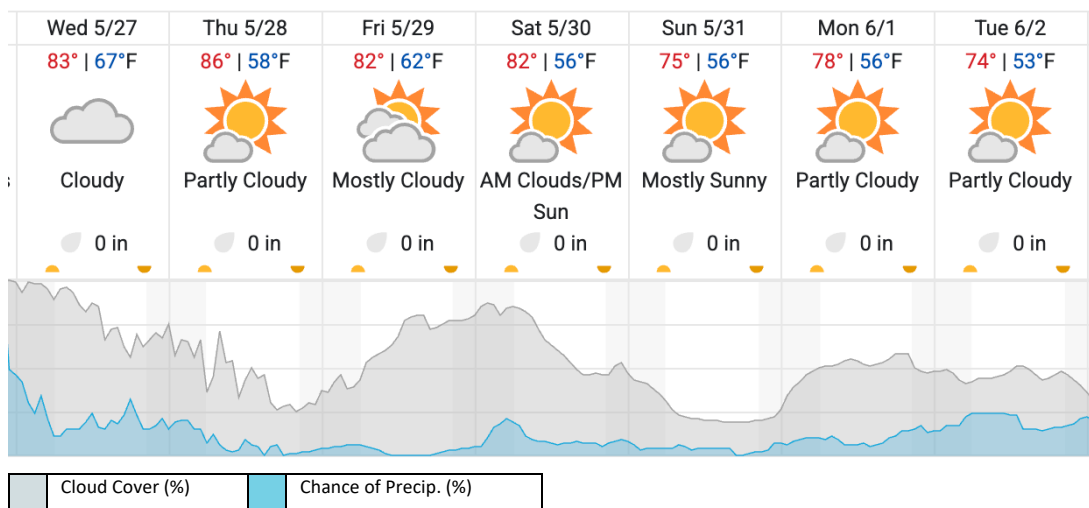 Wed 5/27 Thu 5/28 Fri 5/29 Sat 5/30 Sun 5/31 Mon 6/1 Tue 6/2
83° | 67°F 86° | 58°F 82° | 62°F 82° | 56°F 75° | 56°F 78° | 56°F 74° | 53°F
s Cloudy Partly Cloudy Mostly Cloudy AM Clouds/PM Mostly Sunny Partly Cloudy Partly Cloudy
Sun
0 in 0 in 0 in 0 in 0 in 0 in 0 in
Cloud Cover (%) Chance of Precip. (%)